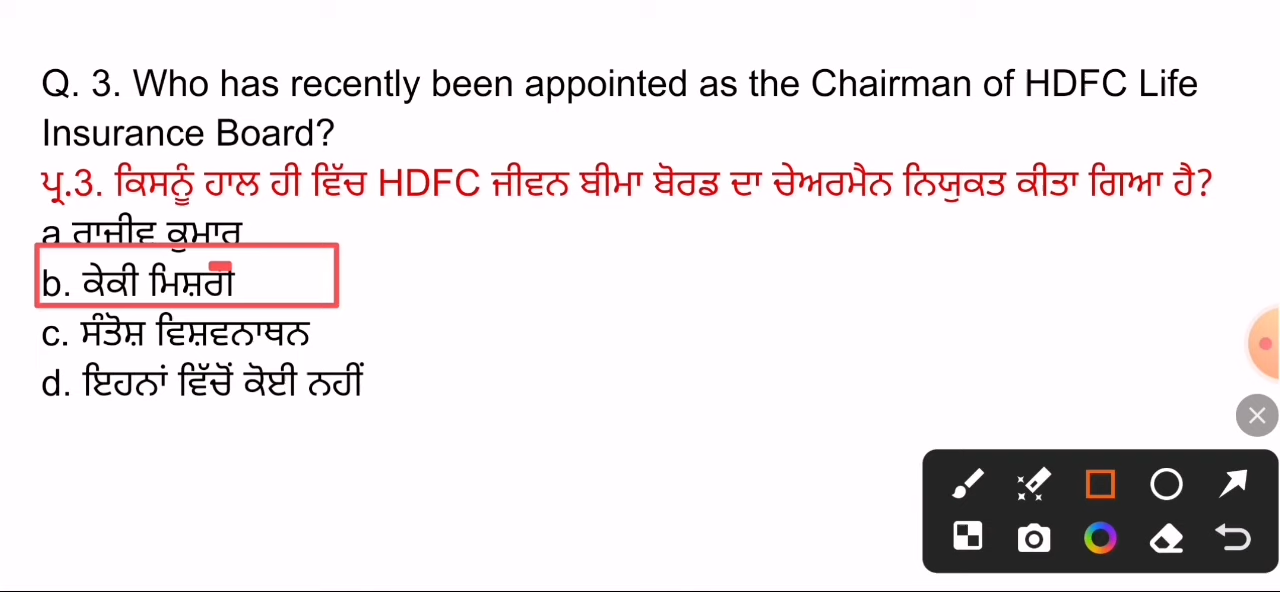 Q. 3. Who has recently been appointed as the Chairman of HDFC Life
Insurance Board?
ਪ੍ਰ.3. ਕਿਸਨੂੰ ਹਾਲ ਹੀ ਵਿੱਚ HDFC ਜੀਵਨ ਬੀਮਾ ਬੋਰਡ ਦਾ ਚੇਅਰਮੈਨ ਨਿਯੁਕਤ ਕੀਤਾ ਗਿਆ ਹੈ?
a ਰਾਜੀਵ ਕੁਮਾਰ
b. ਕੇਕੀ ਮਿਸ਼ਰੀ
c. ਸੰਤੋਸ਼ ਵਿਸ਼ਵਨਾਥਨ
d. ਇਹਨਾਂ ਵਿੱਚੋਂ ਕੋਈ ਨਹੀਂ